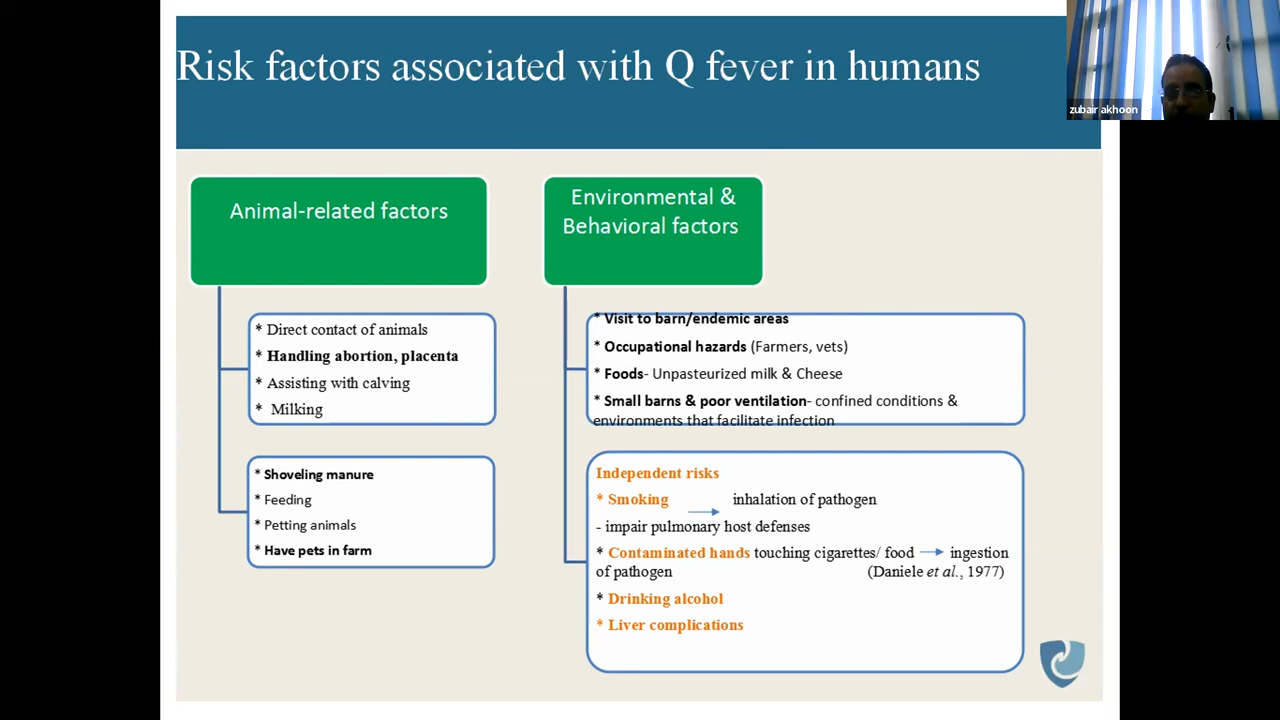 Risk factors associated with Q fever in humans
zubair akhoon
Animal-related factors
* Direct contact of animals
* Handling abortion, placenta
* Assisting with calving
* Milking
* Shoveling manure
* Feeding
* Petting animals
* Have pets in farm
Environmental &
Behavioral factors
* Visit to barn/endemic areas
* Occupational hazards (Farmers, vets)
* Foods- Unpasteurized milk & Cheese
* Small barns & poor ventilation- confined conditions &
environments that facilitate infection
Independent risks
* Smoking inhalation of pathogen
- impair pulmonary host defenses
* Contaminated hands touching cigarettes/ food ingestion
of pathogen (Daniele et al., 1977)
* Drinking alcohol
* Liver complications